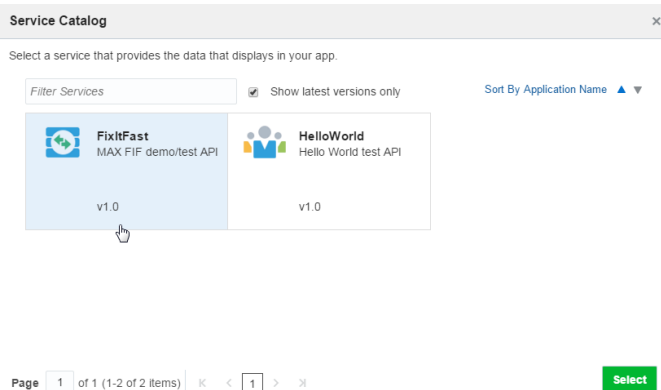 Service Catalog ×
Select a service that provides the data that displays in your app.
Filter Services
Show latest versions only
Sort By Application Name ▲ ▼
FixItFast
MAX FIF demo/test API
v1.0
HelloWorld
Hello World test API
v1.0
Page 1 of 1 (1-2 of 2 items) K < 1 > >|
Select